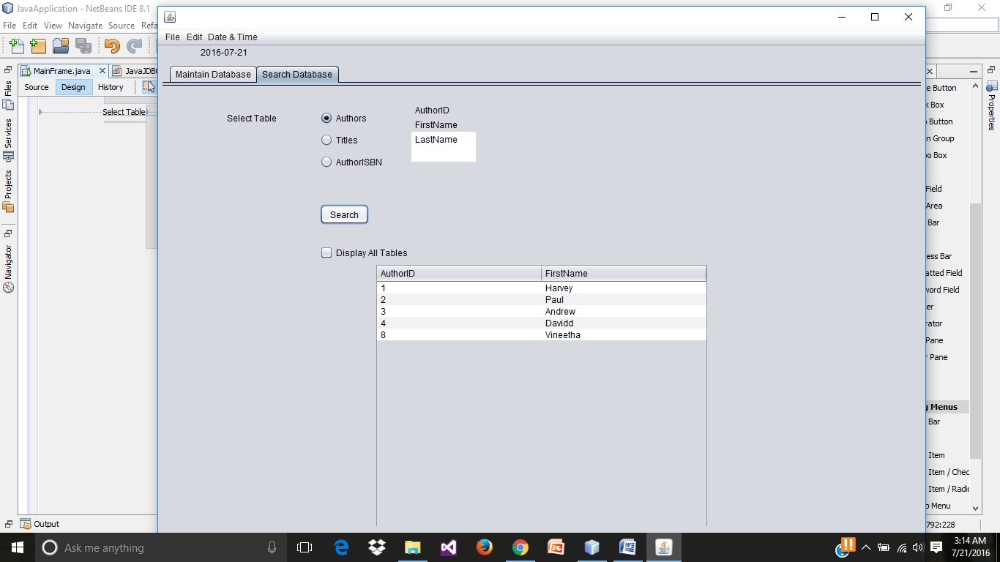 JavaApplication - NetBeans IDE 8.1
File Edit View Navigate Source Refa
MainFrame.java
JavaJDBC
Source Design History
Select Table
Files
Services
Projects
Navigator
Output
File Edit Date & Time
2016-07-21
Maintain Database Search Database
Select Table
Authors
Titles
AuthorISBN
AuthorID
FirstName
LastName
Search
Display All Tables
AuthorID FirstName
1 Harvey
2 Paul
3 Andrew
4 Davidd
8 Vineetha
e Button
k Box
o Button
n Group
oo Box
Field
Area
Bar
ess Bar
atted Field
word Field
er
rator
Pane
r Pane
g Menus
Bar
Item
Item / Chec
Item / Radio
p Menu
Properties
792:228
Ask me anything
3:14 AM
7/21/2016